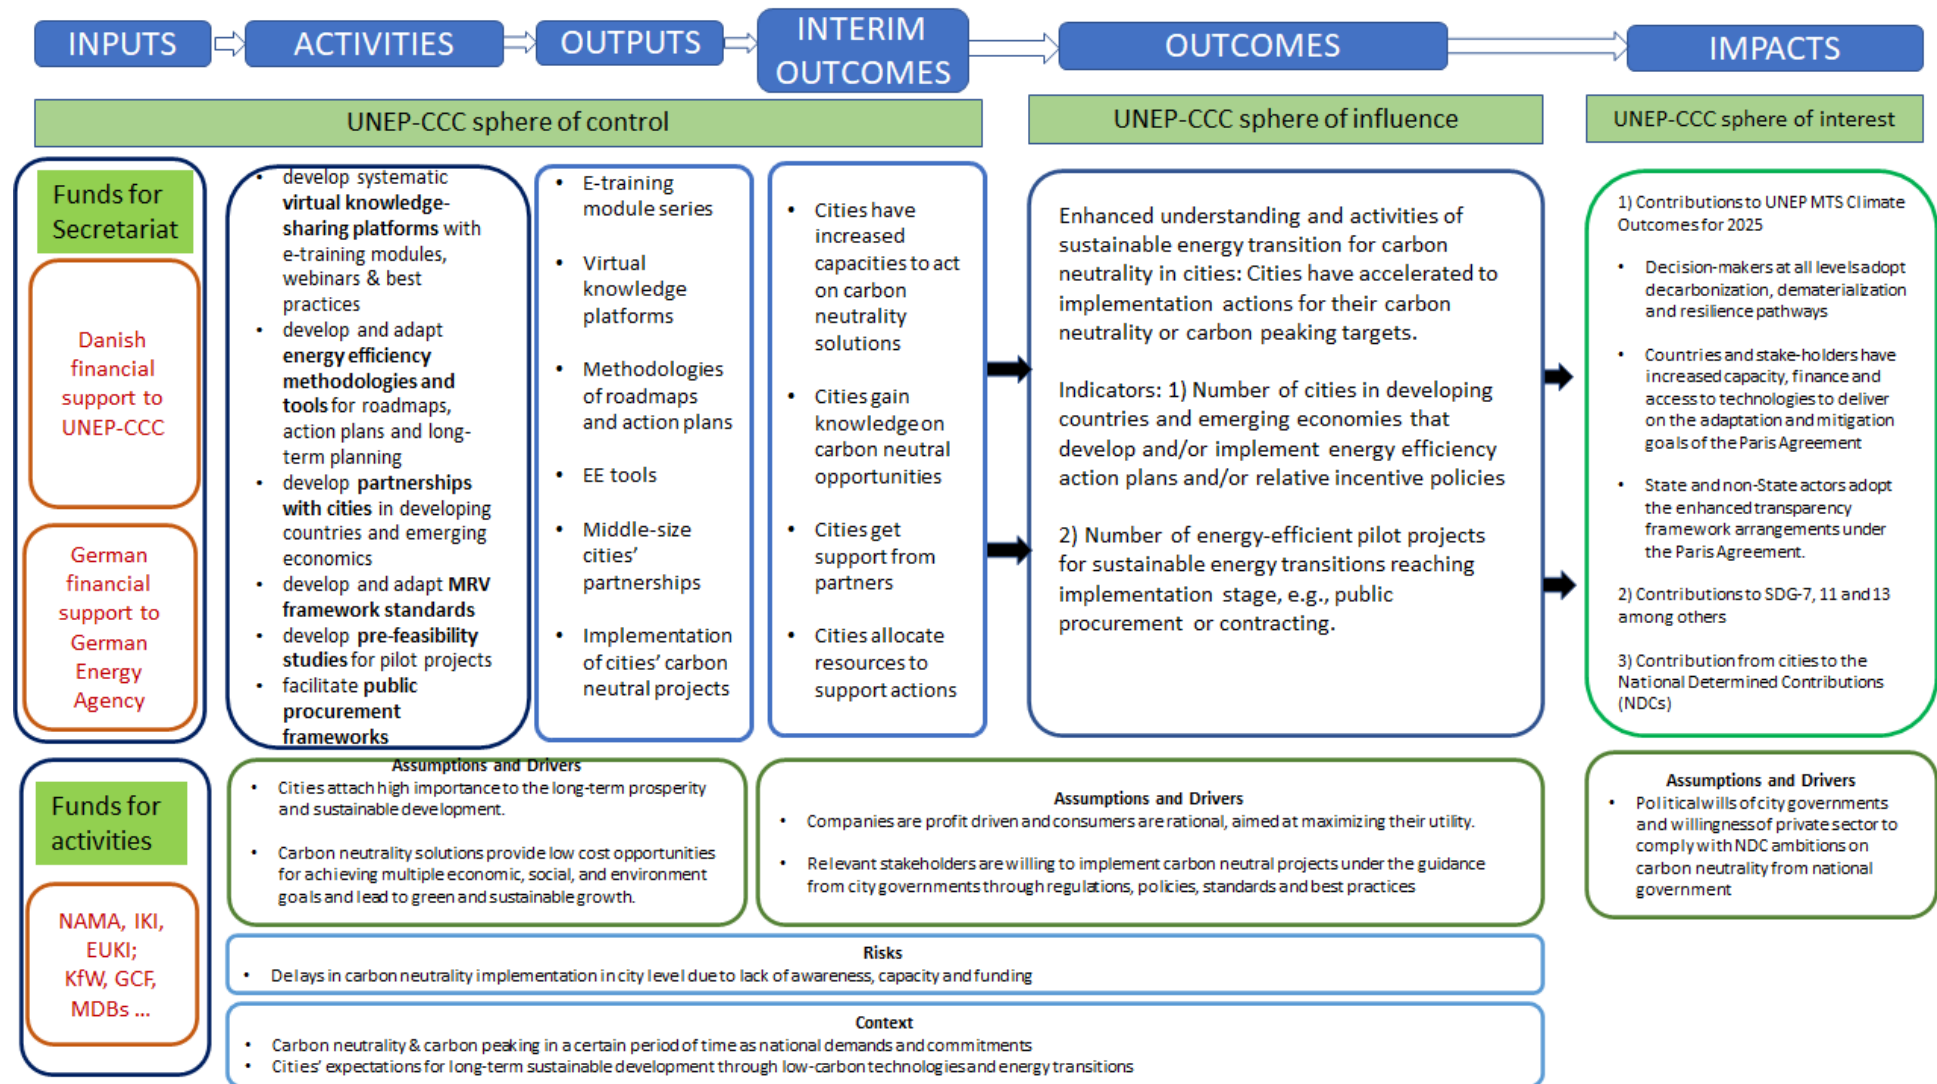 INPUTS
ACTIVITIES
OUTPUTS
INTERIM
OUTCOMES
OUTCOMES
IMPACTS
UNEP-CCC sphere of control
UNEP-CCC sphere of influence
UNEP-CCC sphere of interest
Funds for
Secretariat
Danish
financial
support to
UNEP-CCC
German
financial
support to
German
Energy
Agency
• develop systematic
virtual knowledge-
sharing platforms with
e-training modules,
webinars & best
practices
• develop and adapt
energy efficiency
methodologies and
tools for roadmaps,
action plans and long-
term planning
• develop partnerships
with cities in developing
countries and emerging
economics
• develop and adapt MRV
framework standards
• develop pre-feasibility
studies for pilot projects
• facilitate public
procurement
frameworks
• E-training
module series
• Virtual
knowledge
platforms
• Methodologies
of roadmaps
and action plans
• EE tools
• Middle-size
cities’
partnerships
• Implementation
of cities’ carbon
neutral projects
• Cities have
increased
capacities to act
on carbon
neutrality
solutions
• Cities gain
knowledge on
carbon neutral
opportunities
• Cities get
support from
partners
• Cities allocate
resources to
support actions
Enhanced understanding and activities of
sustainable energy transition for carbon
neutrality in cities: Cities have accelerated to
implementation actions for their carbon
neutrality or carbon peaking targets.
Indicators: 1) Number of cities in developing
countries and emerging economies that
develop and/or implement energy efficiency
action plans and/or relative incentive policies
2) Number of energy-efficient pilot projects
for sustainable energy transitions reaching
implementation stage, e.g., public
procurement or contracting.
1) Contributions to UNEP MTS Climate
Outcomes for 2025
• Decision-makers at all levels adopt
decarbonization, dematerialization
and resilience pathways
• Countries and stake-holders have
increased capacity, finance and
access to technologies to deliver
on the adaptation and mitigation
goals of the Paris Agreement
• State and non-State actors adopt
the enhanced transparency
framework arrangements under
the Paris Agreement.
2) Contributions to SDG-7, 11 and 13
among others
3) Contribution from cities to the
National Determined Contributions
(NDCs)
Funds for
activities
NAMA, IKI,
EUKI;
KfW, GCF,
MDBs ...
Assumptions and Drivers
• Cities attach high importance to the long-term prosperity
and sustainable development.
• Carbon neutrality solutions provide low cost opportunities
for achieving multiple economic, social, and environment
goals and lead to green and sustainable growth.
Assumptions and Drivers
• Companies are profit driven and consumers are rational, aimed at maximizing their utility.
• Relevant stakeholders are willing to implement carbon neutral projects under the guidance
from city governments through regulations, policies, standards and best practices
Assumptions and Drivers
• Political wills of city governments
and willingness of private sector to
comply with NDC ambitions on
carbon neutrality from national
government
Risks
• Delays in carbon neutrality implementation in city level due to lack of awareness, capacity and funding
Context
• Carbon neutrality & carbon peaking in a certain period of time as national demands and commitments
• Cities’ expectations for long-term sustainable development through low-carbon technologies and energy transitions